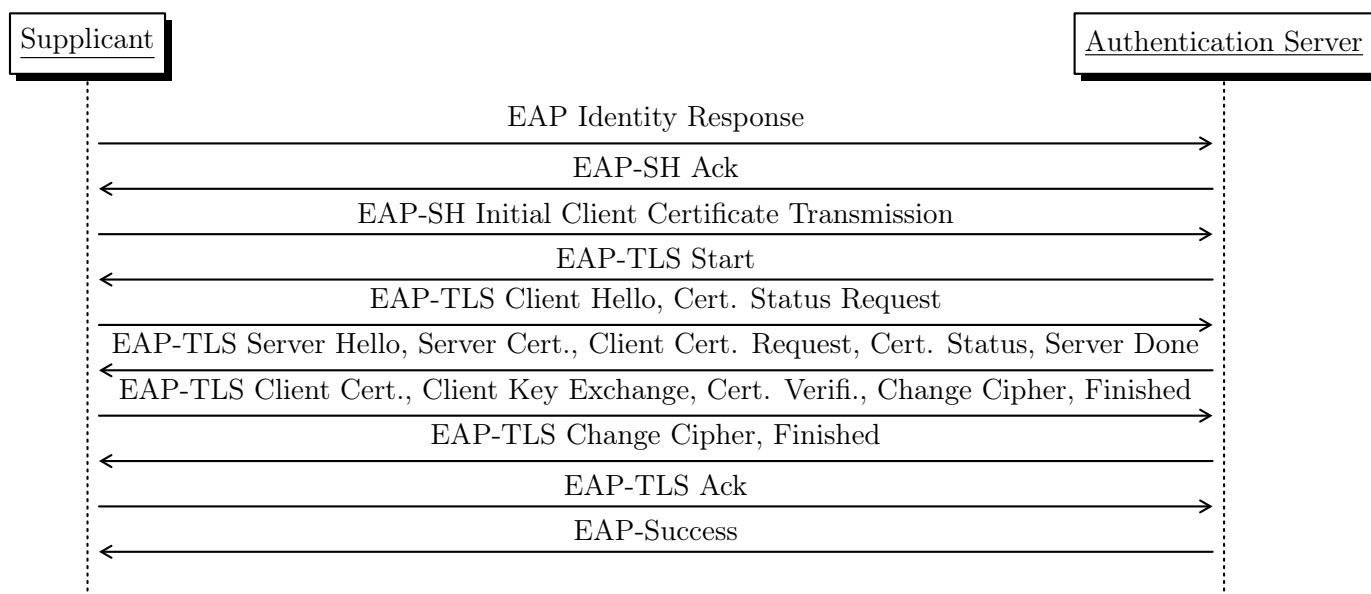 Supplicant
Authentication Server
EAP Identity Response
EAP-SH Ack
EAP-SH Initial Client Certificate Transmission
EAP-TLS Start
EAP-TLS Client Hello, Cert. Status Request
EAP-TLS Server Hello, Server Cert., Client Cert. Request, Cert. Status, Server Done
EAP-TLS Client Cert., Client Key Exchange, Cert. Verifi., Change Cipher, Finished
EAP-TLS Change Cipher, Finished
EAP-TLS Ack
EAP-Success